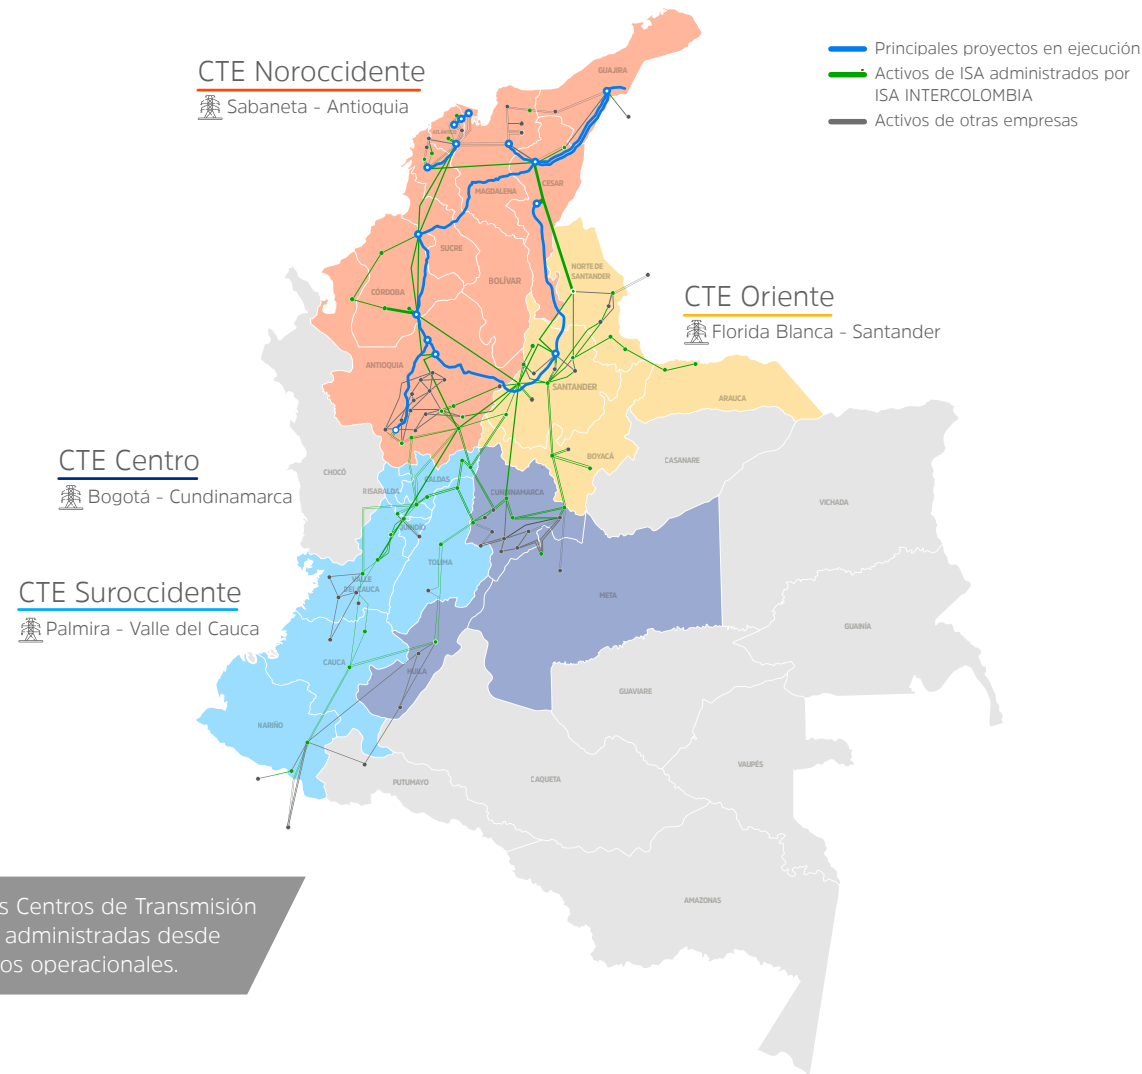 CTE Noroccidente
Sabaneta - Antioquia
Principales proyectos en ejecución
Activos de ISA administrados por
ISA INTERCOLOMBIA
Activos de otras empresas
GUAJIRA
MAGDALENA
CESAR
SUCRE
BOLÍVAR
NORTE DE
SANTANDER
CÓRDOBA
CTE Oriente
Florida Blanca - Santander
ANTIOQUIA
SANTANDER
ARAUCA
CTE Centro
Bogotá - Cundinamarca
CHOCÓ
BOYACÁ
CASANARE
RISARALDA
CALDAS
CUNDINAMARCA
VICHADA
QUINDÍO
TOLIMA
CTE Suroccidente
Palmira - Valle del Cauca
VALLE
DEL CAUCA
META
GUAINÍA
CAUCA
HUILA
GUAVIARE
NARIÑO
VAUPÉS
PUTUMAYO
CAQUETA
AMAZONAS
s Centros de Transmisión
administradas desde
os operacionales.